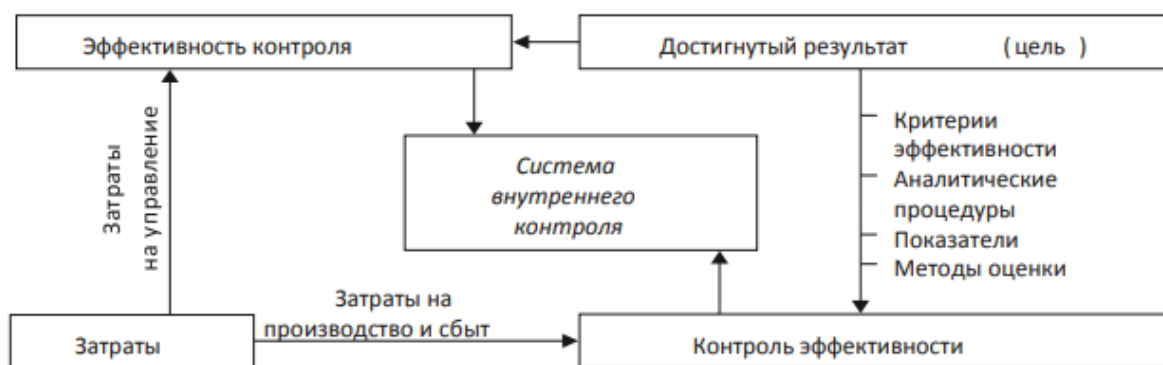 Эффективность контроля
Достигнутый результат ( цель )
Затраты
на управление
Критерии
эффективности
Аналитические
процедуры
Показатели
Методы оценки
Система
внутреннего
контроля
Затраты на
производство и сбыт
Затраты
Контроль эффективности